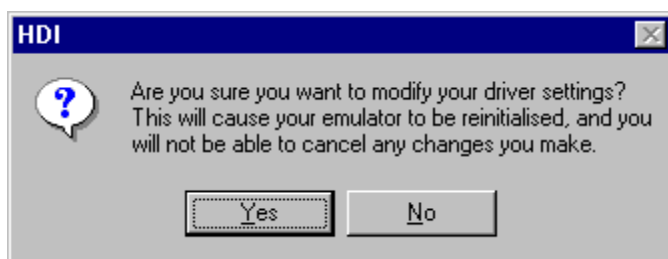 HDI
Are you sure you want to modify your driver settings?
This will cause your emulator to be reinitialised, and you
will not be able to cancel any changes you make.
Yes No